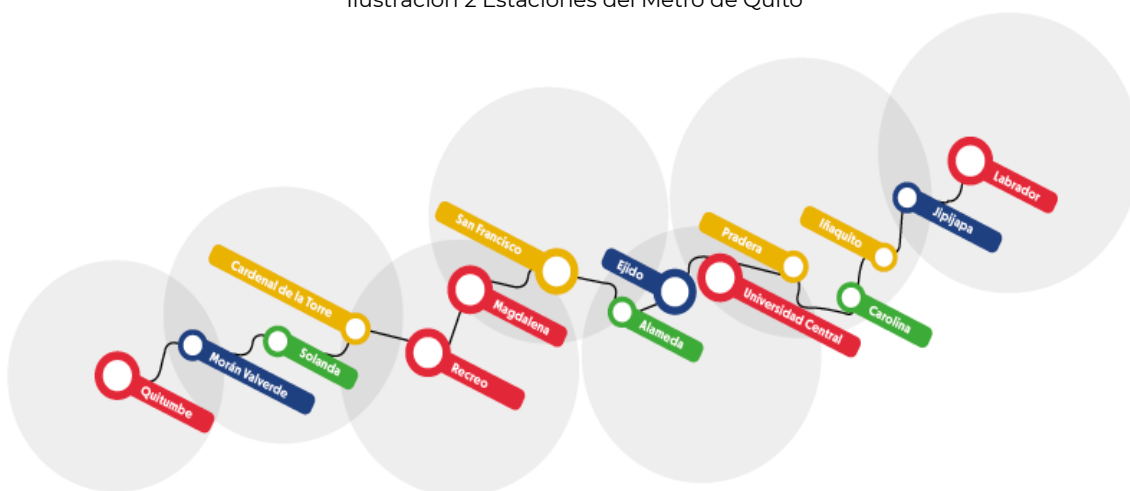 Ilustración 2 Estaciones del Metro de Quito
Quitumbe
Morán Valverde
Solanda
Cardenal de la Torre
Recreo
Magdalena
San Francisco
Alameda
Ejido
Universidad Central
Pradera
Carolina
Iñaquito
Jipijapa
Labrador